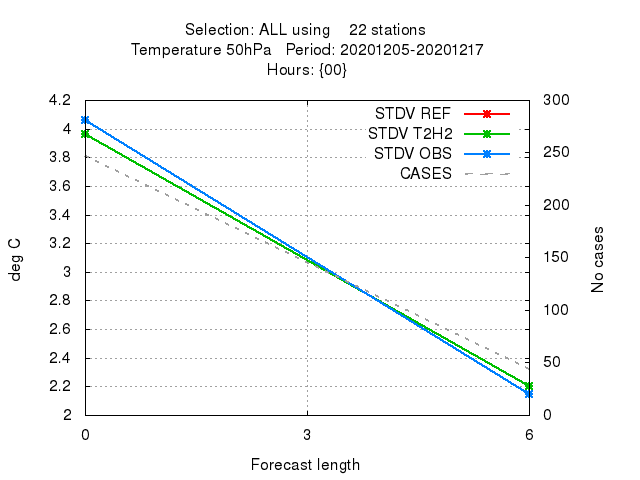 Selection: ALL using    22 stations
Temperature 50hPa   Period: 20201205-20201217
Hours: {00}
4.2
4
3.8
3.6
3.4
3.2
3
2.8
2.6
2.4
2.2
2
deg C
STDV REF
STDV T2H2
STDV OBS
CASES
300
250
200
150
100
50
0
No cases
0 3 6
Forecast length